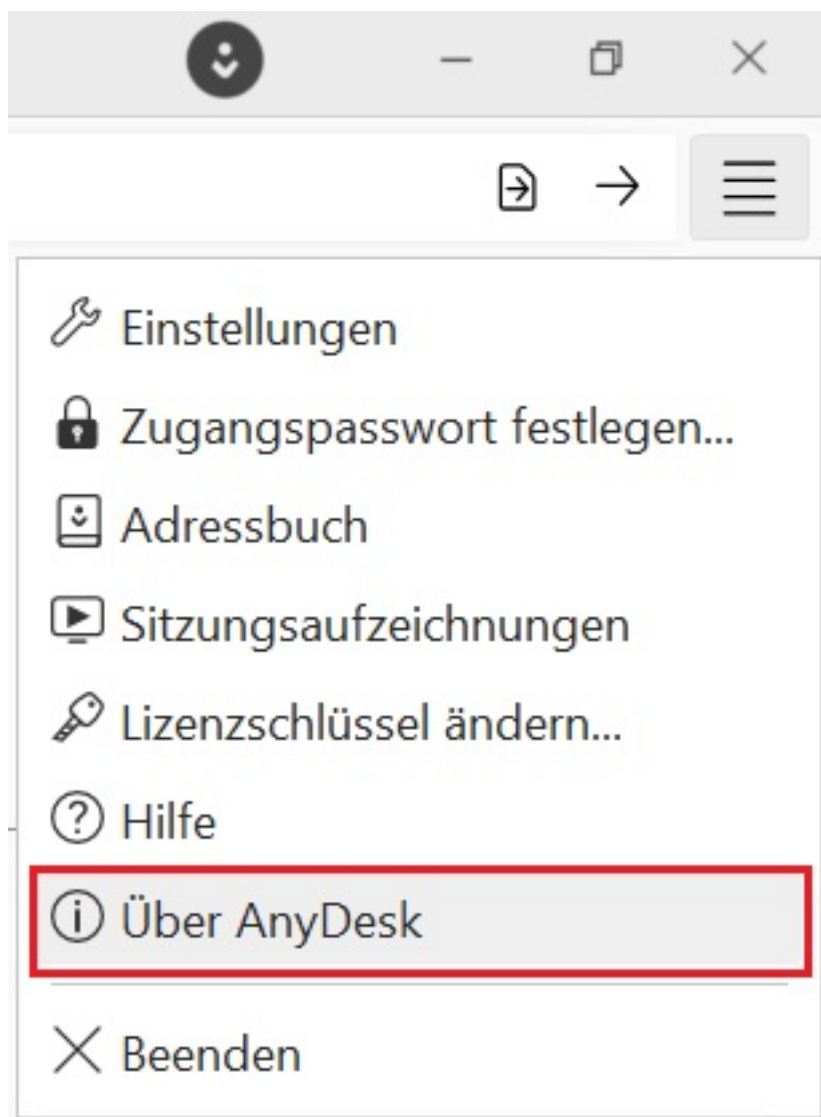 Einstellungen
Zugangspasswort festlegen...
Adressbuch
Sitzungsaufzeichnungen
Lizenzschlüssel ändern...
Hilfe
Über AnyDesk
Beenden